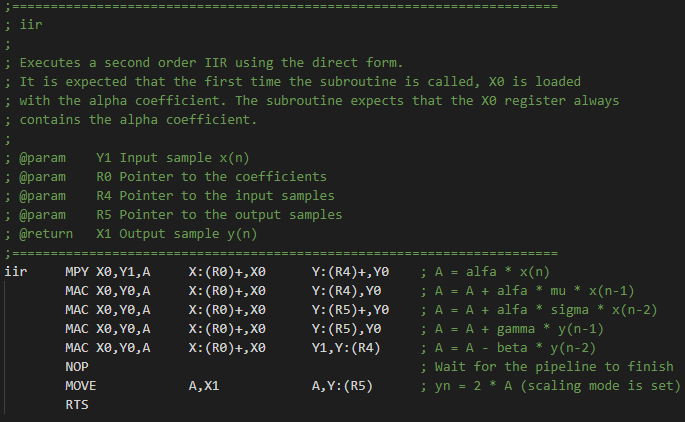 ;=======================================================================
; iir
;
; Executes a second order IIR using the direct form.
; It is expected that the first time the subroutine is called, X0 is loaded
; with the alpha coefficient. The subroutine expects that the X0 register always
; contains the alpha coefficient.
;
; @param    Y1 Input sample x(n)
; @param    R0 Pointer to the coefficients
; @param    R4 Pointer to the input samples
; @param    R5 Pointer to the output samples
; @return   X1 Output sample y(n)
;=======================================================================
iir     MPY X0,Y1,A     X:(R0)+,X0      Y:(R4)+,Y0    ; A = alfa * x(n)
        MAC X0,Y0,A     X:(R0)+,X0      Y:(R4),Y0     ; A = A + alfa * mu * x(n-1)
        MAC X0,Y0,A     X:(R0)+,X0      Y:(R5)+,Y0    ; A = A + alfa * sigma * x(n-2)
        MAC X0,Y0,A     X:(R0)+,X0      Y:(R5),Y0     ; A = A + gamma * y(n-1)
        MAC X0,Y0,A     X:(R0)+,X0      Y1,Y:(R4)     ; A = A - beta * y(n-2)
        NOP                                           ; Wait for the pipeline to finish
        MOVE            A,X1            A,Y:(R5)      ; yn = 2 * A (scaling mode is set)
        RTS